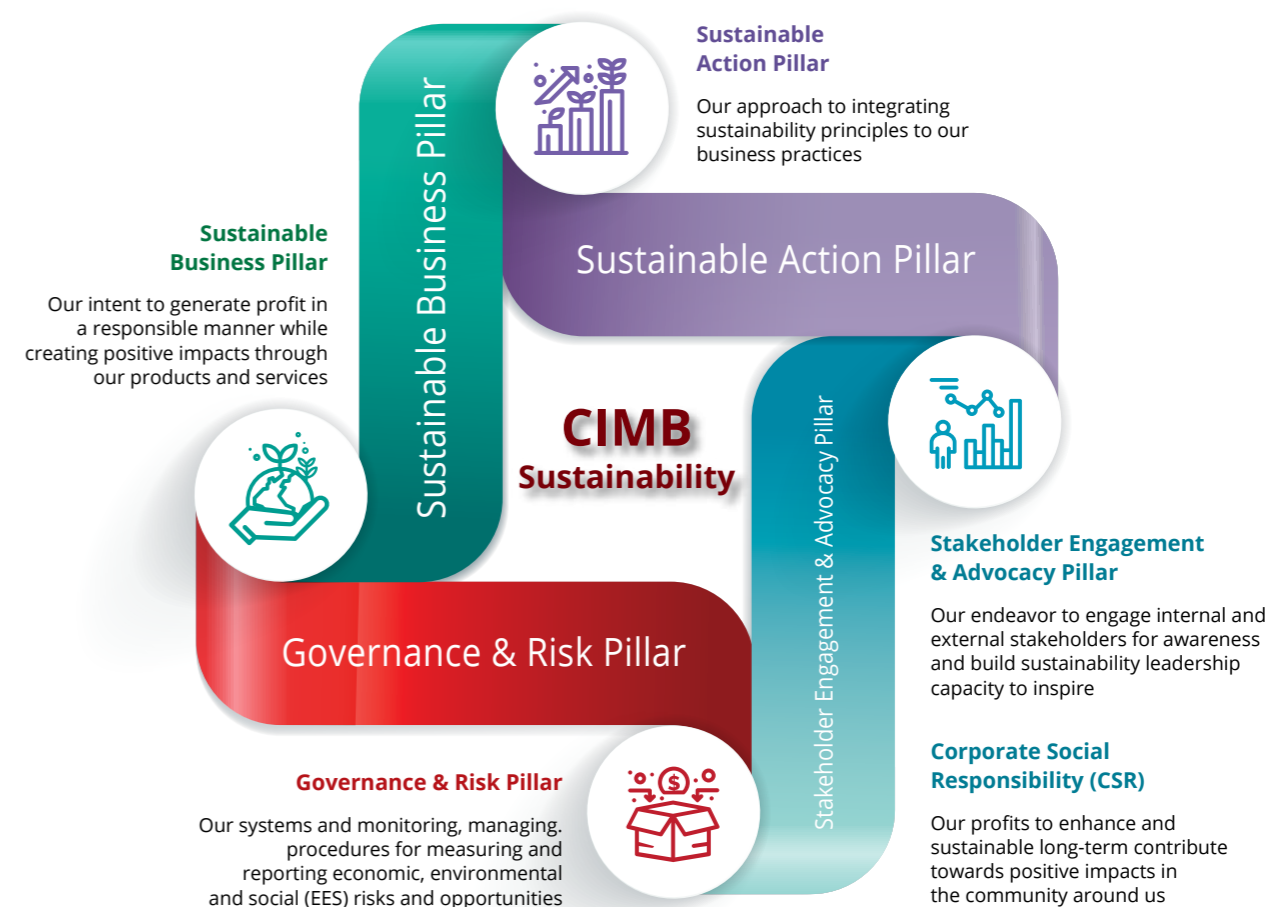 Sustainable
Action Pillar
Our approach to integrating
sustainability principles to our
business practices
Sustainable Business Pillar
Sustainable Action Pillar
Sustainable
Business Pillar
Our intent to generate profit in
a responsible manner while
creating positive impacts through
our products and services
CIMB
Sustainability
Stakeholder Engagement & Advocacy Pillar
Stakeholder Engagement
& Advocacy Pillar
Our endeavor to engage internal and
external stakeholders for awareness
and build sustainability leadership
capacity to inspire
Governance & Risk Pillar
Governance & Risk Pillar
Our systems and monitoring, managing.
procedures for measuring and
reporting economic, environmental
and social (EES) risks and opportunities
$
Corporate Social
Responsibility (CSR)
Our profits to enhance and
sustainable long-term contribute
towards positive impacts in
the community around us